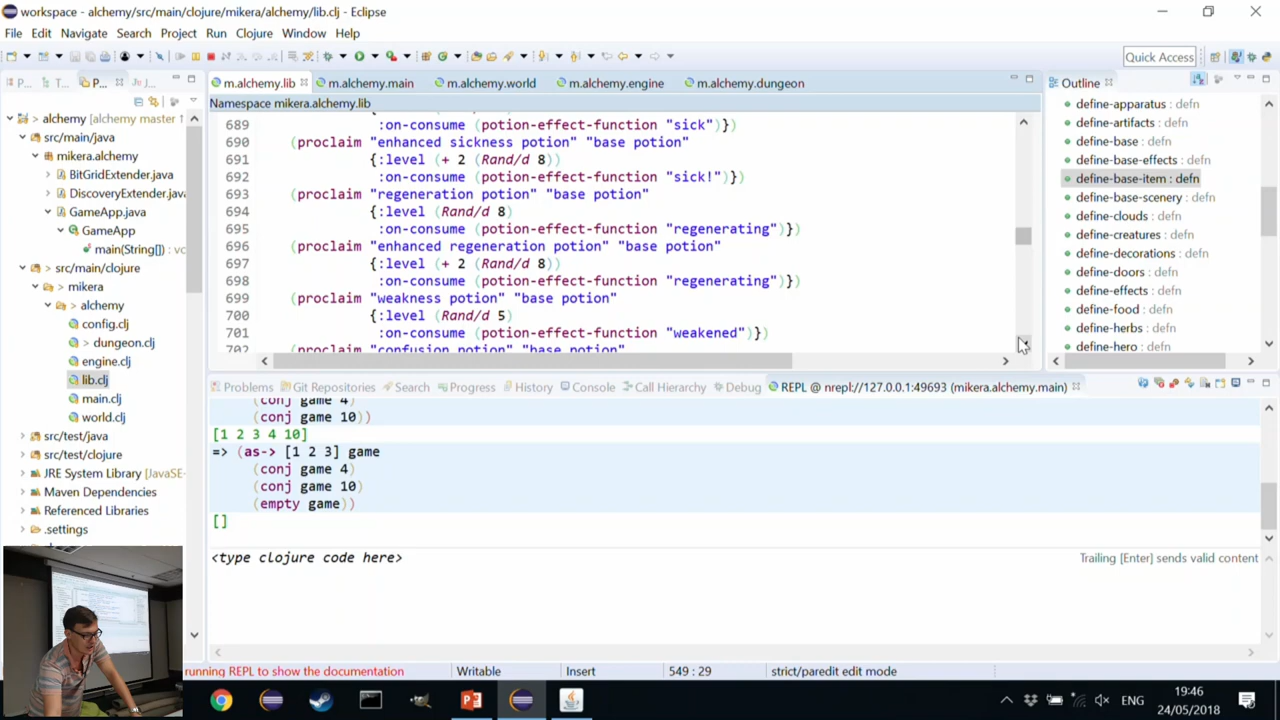 workspace - alchemy/src/main/clojure/mikera/alchemy/lib.clj - Eclipse
File Edit Navigate Search Project Run Clojure Window Help
Quick Access
P... T... P... J...
m.alchemy.lib m.alchemy.main m.alchemy.world m.alchemy.engine m.alchemy.dungeon
Outline
Namespace mikera.alchemy.lib
alchemy [alchemy master
src/main/java
mikera.alchemy
BitGridExtender.java
DiscoveryExtender.java
GameApp.java
GameApp
main(String[]) : vc
src/main/clojure
mikera
alchemy
config.clj
> dungeon.clj
engine.clj
lib.clj
main.clj
world.clj
src/test/java
src/test/clojure
JRE System Library [JavaSE-
Maven Dependencies
Referenced Libraries
.settings
689 :on-consume (potion-effect-function "sick")})
690 (proclaim "enhanced sickness potion" "base potion"
691 {:level (+ 2 (Rand/d 8))
692 :on-consume (potion-effect-function "sick!")})
693 (proclaim "regeneration potion" "base potion"
694 {:level (Rand/d 8)
695 :on-consume (potion-effect-function "regenerating")})
696 (proclaim "enhanced regeneration potion" "base potion"
697 {:level (+ 2 (Rand/d 8))
698 :on-consume (potion-effect-function "regenerating")})
699 (proclaim "weakness potion" "base potion"
700 {:level (Rand/d 5)
701 :on-consume (potion-effect-function "weakened")})
702 (proclaim "confusion potion" "base potion"
define-apparatus : defn
define-artifacts : defn
define-base : defn
define-base-effects : defn
define-base-item : defn
define-base-scenery : defn
define-clouds : defn
define-creatures : defn
define-decorations : defn
define-doors : defn
define-effects : defn
define-food : defn
define-herbs : defn
define-hero : defn
Problems Git Repositories Search Progress History Console Call Hierarchy Debug REPL @ nrepl://127.0.0.1:49693 (mikera.alchemy.main)
(conj game 4)
(conj game 10))
[1 2 3 4 10]
=> (as-> [1 2 3] game
(conj game 4)
(conj game 10)
(empty game))
[]
<type clojure code here>
Trailing [Enter] sends valid content
running REPL to show the documentation
Writable
Insert
549 : 29
strict/paredit edit mode
ENG
19:46
24/05/2018